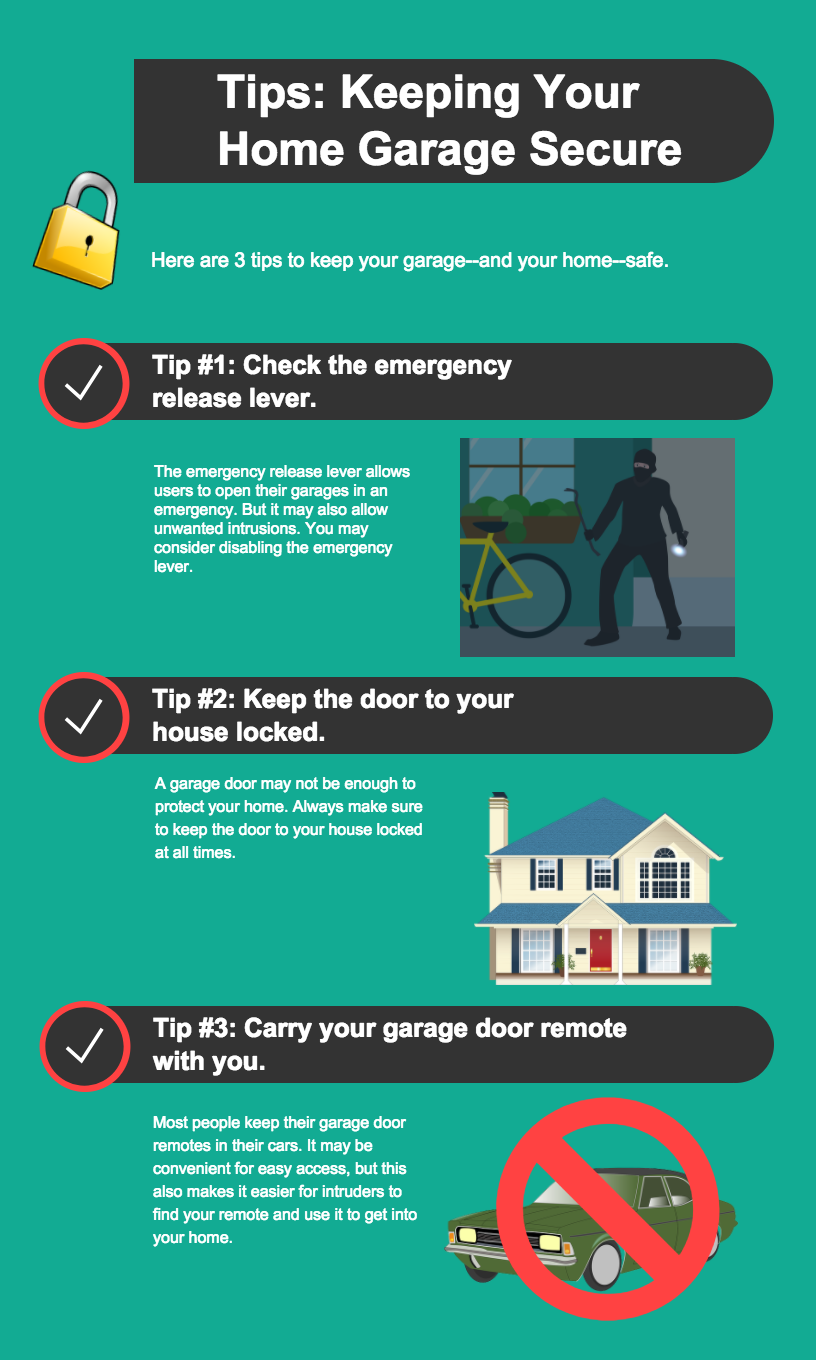 Tips: Keeping Your
Home Garage Secure
Here are 3 tips to keep your garage--and your home--safe.
Tip #1: Check the emergency
release lever.
The emergency release lever allows
users to open their garages in an
emergency. But it may also allow
unwanted intrusions. You may
consider disabling the emergency
lever.
Tip #2: Keep the door to your
house locked.
A garage door may not be enough to
protect your home. Always make sure
to keep the door to your house locked
at all times.
Tip #3: Carry your garage door remote
with you.
Most people keep their garage door
remotes in their cars. It may be
convenient for easy access, but this
also makes it easier for intruders to
find your remote and use it to get into
your home.